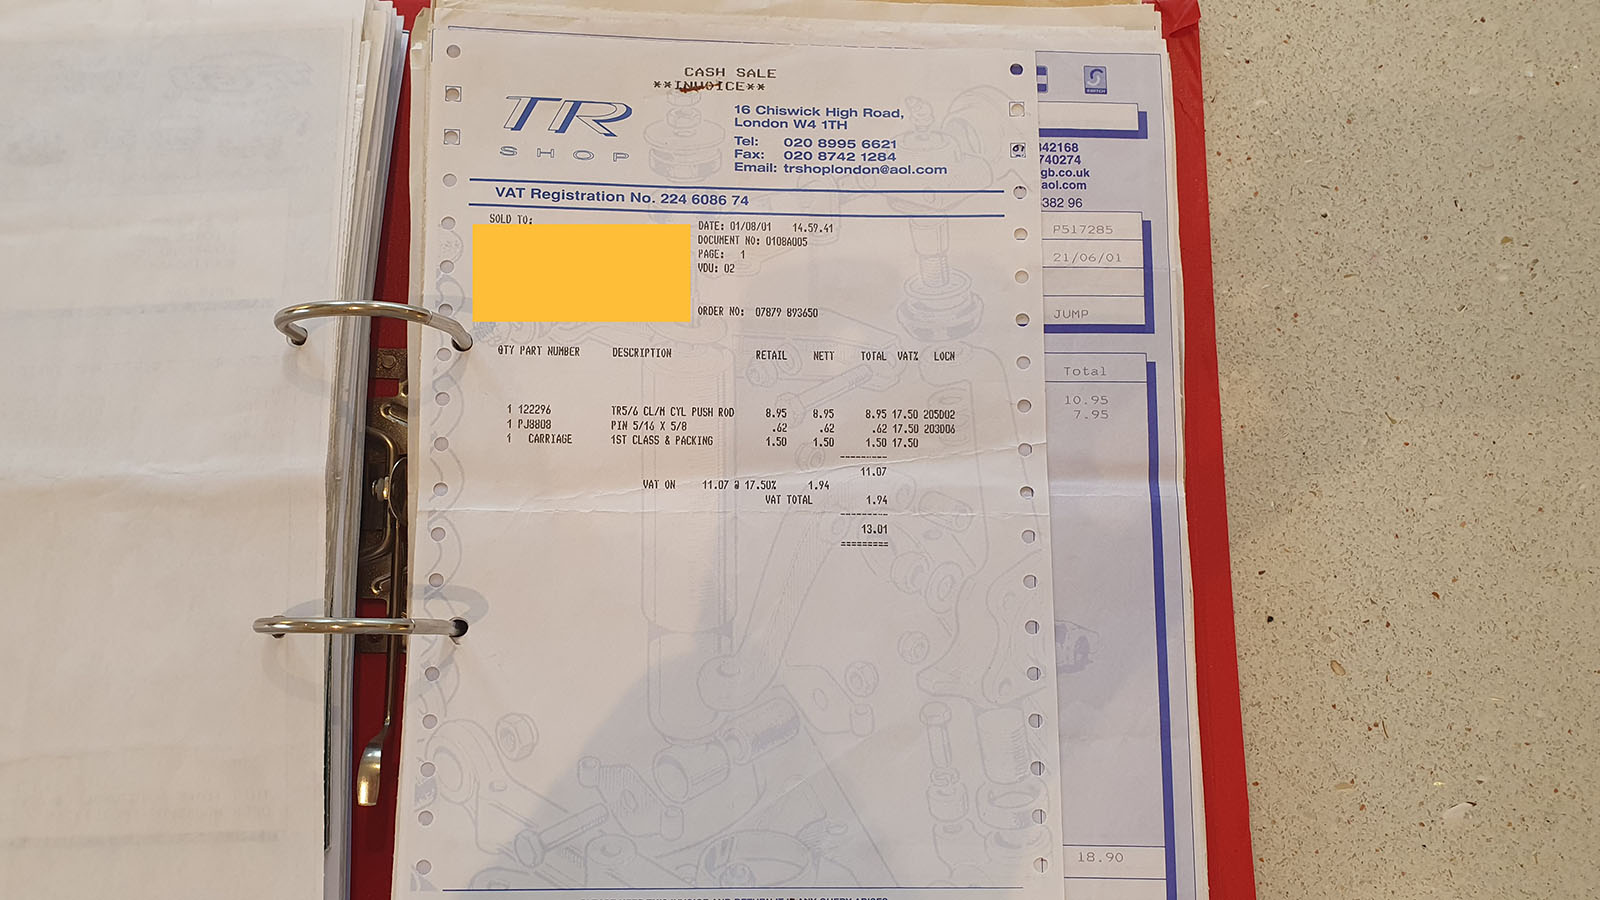 CASH SALE
**INVOICE**
TR
SHOP
16 Chiswick High Road,
London W4 1TH
Tel: 020 8995 6621
Fax: 020 8742 1284
Email: trshoplondon@aol.com
VAT Registration No. 224 6086 74
SOLD TO:
DATE: 01/08/01 14.59.41
DOCUMENT NO: 0108A005
PAGE: 1
VDU: 02
ORDER NO: 07879 893650
QTY PART NUMBER DESCRIPTION RETAIL NETT TOTAL VAT% LOCN
1 122296 TR5/6 CL/M CYL PUSH ROD 8.95 8.95 8.95 17.50 205D02
1 PJ8808 PIN 5/16 X 5/8 .62 .62 .62 17.50 203D06
1 CARRIAGE 1ST CLASS & PACKING 1.50 1.50 1.50 17.50
---------
11.07
VAT ON 11.07 @ 17.50% 1.94
VAT TOTAL 1.94
---------
13.01
=========
SWITCH
842168
740274
gb.co.uk
aol.com
382 96
P517285
21/06/01
JUMP
Total
10.95
7.95
18.90